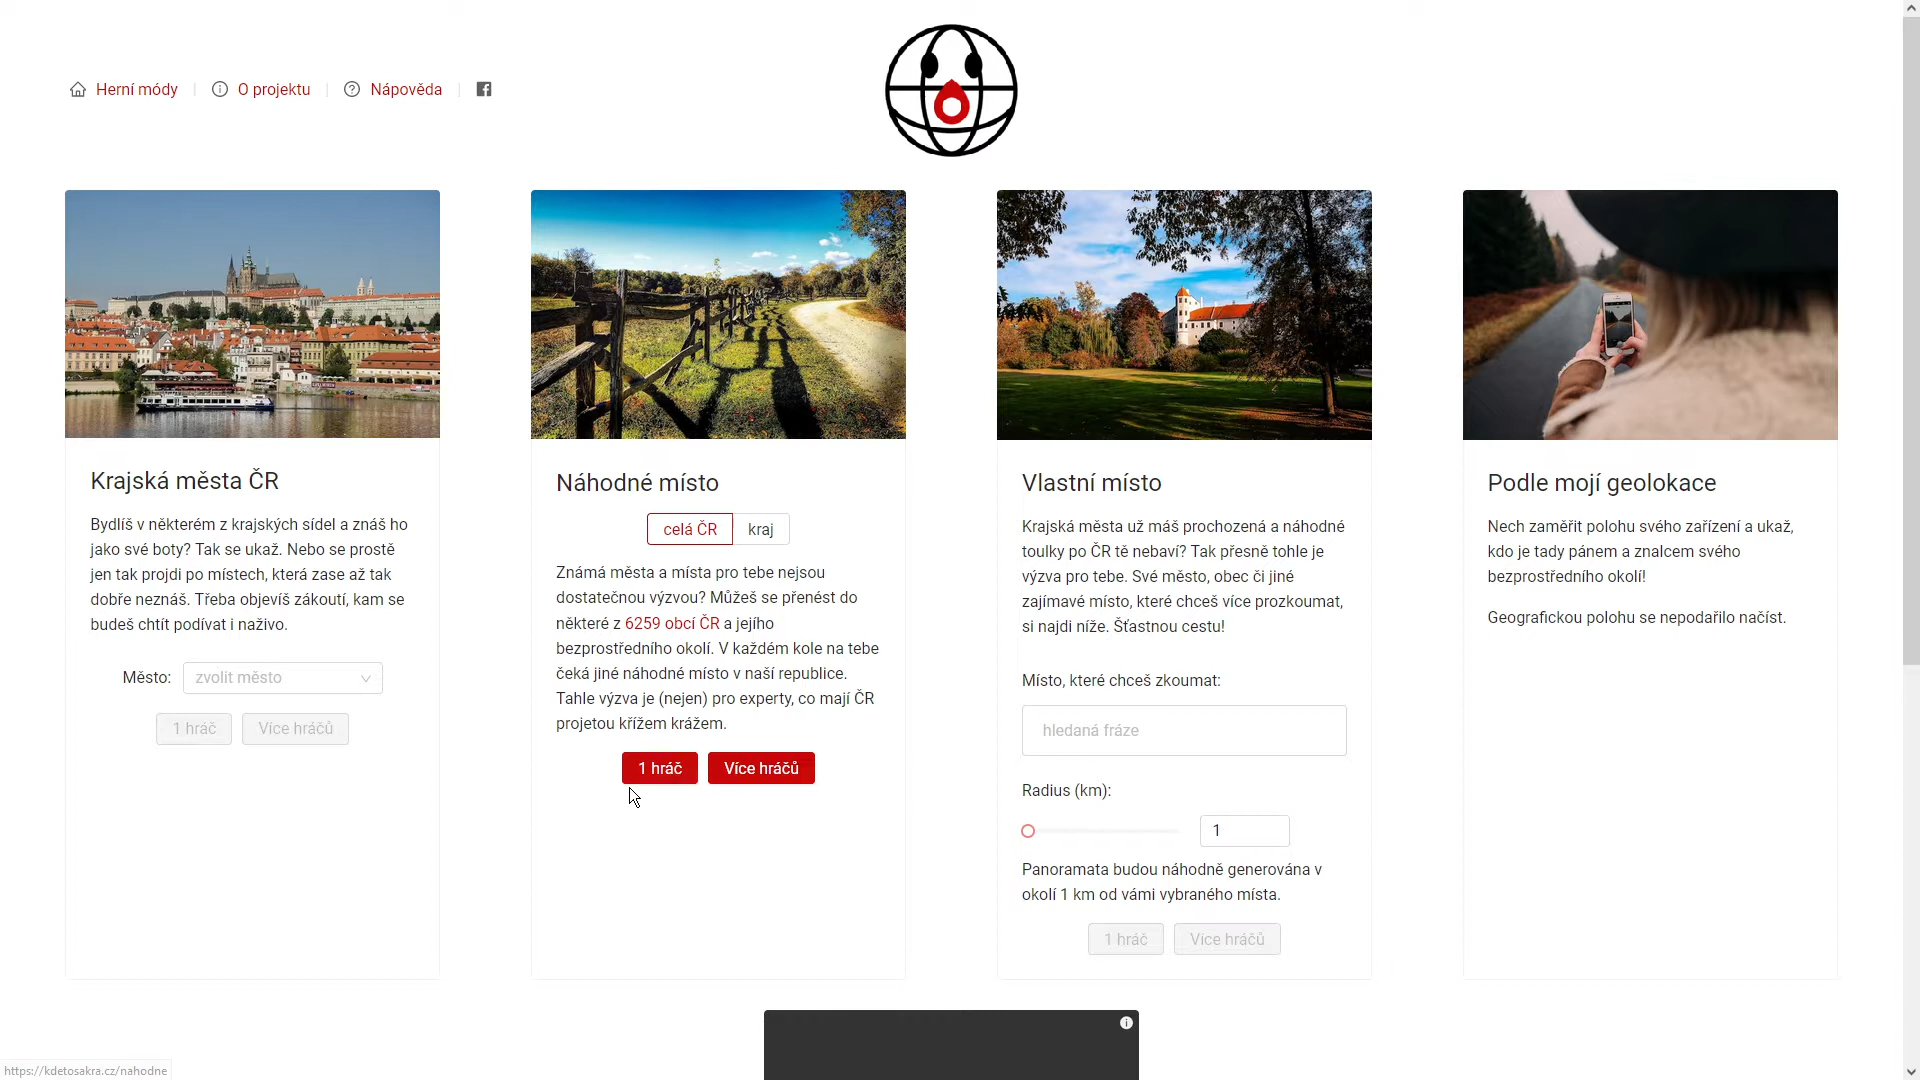 Herní módy
O projektu
Nápověda
Krajská města ČR
Bydlíš v některém z krajských sídel a znáš ho
jako své boty? Tak se ukaž. Nebo se prostě
jen tak projdi po místech, která zase až tak
dobře neznáš. Třeba objevíš zákoutí, kam se
budeš chtít podívat i naživo.
Město: zvolit město
1 hráč Více hráčů
Náhodné místo
celá ČR kraj
Známá města a místa pro tebe nejsou
dostatečnou výzvou? Můžeš se přenést do
některé z 6259 obcí ČR a jejího
bezprostředního okolí. V každém kole na tebe
čeká jiné náhodné místo v naší republice.
Tahle výzva je (nejen) pro experty, co mají ČR
projetou křížem krážem.
1 hráč Více hráčů
Vlastní místo
Krajská města už máš prochozená a náhodné
toulky po ČR tě nebaví? Tak přesně tohle je
výzva pro tebe. Své město, obec či jiné
zajímavé místo, které chceš více prozkoumat,
si najdi níže. Šťastnou cestu!
Místo, které chceš zkoumat:
hledaná fráze
Radius (km):
1
Panoramata budou náhodně generována v
okolí 1 km od vámi vybraného místa.
1 hráč Více hráčů
Podle mojí geolokace
Nech zaměřit polohu svého zařízení a ukaž,
kdo je tady pánem a znalcem svého
bezprostředního okolí!
Geografickou polohu se nepodařilo načíst.
https://kdetosakra.cz/nahodne